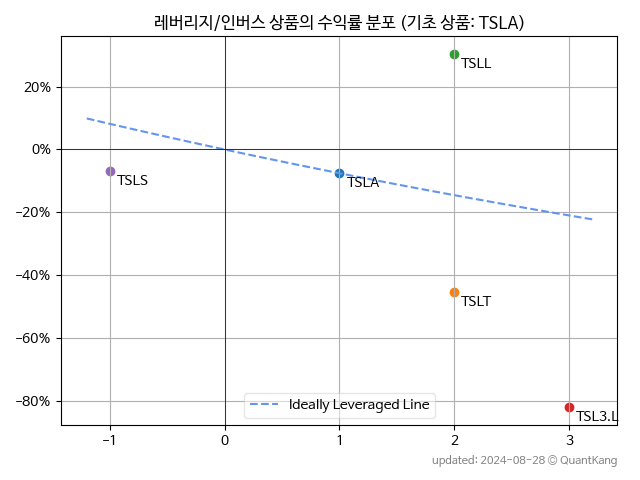 레버리지/인버스 상품의 수익률 분포 (기초 상품: TSLA)
TSLL
20%
0%
TSLS
TSLA
−20%
−40%
TSLT
−60%
−80%
Ideally Leveraged Line
TSL3.L
−1 0 1 2 3
updated: 2024-08-28 © QuantKang